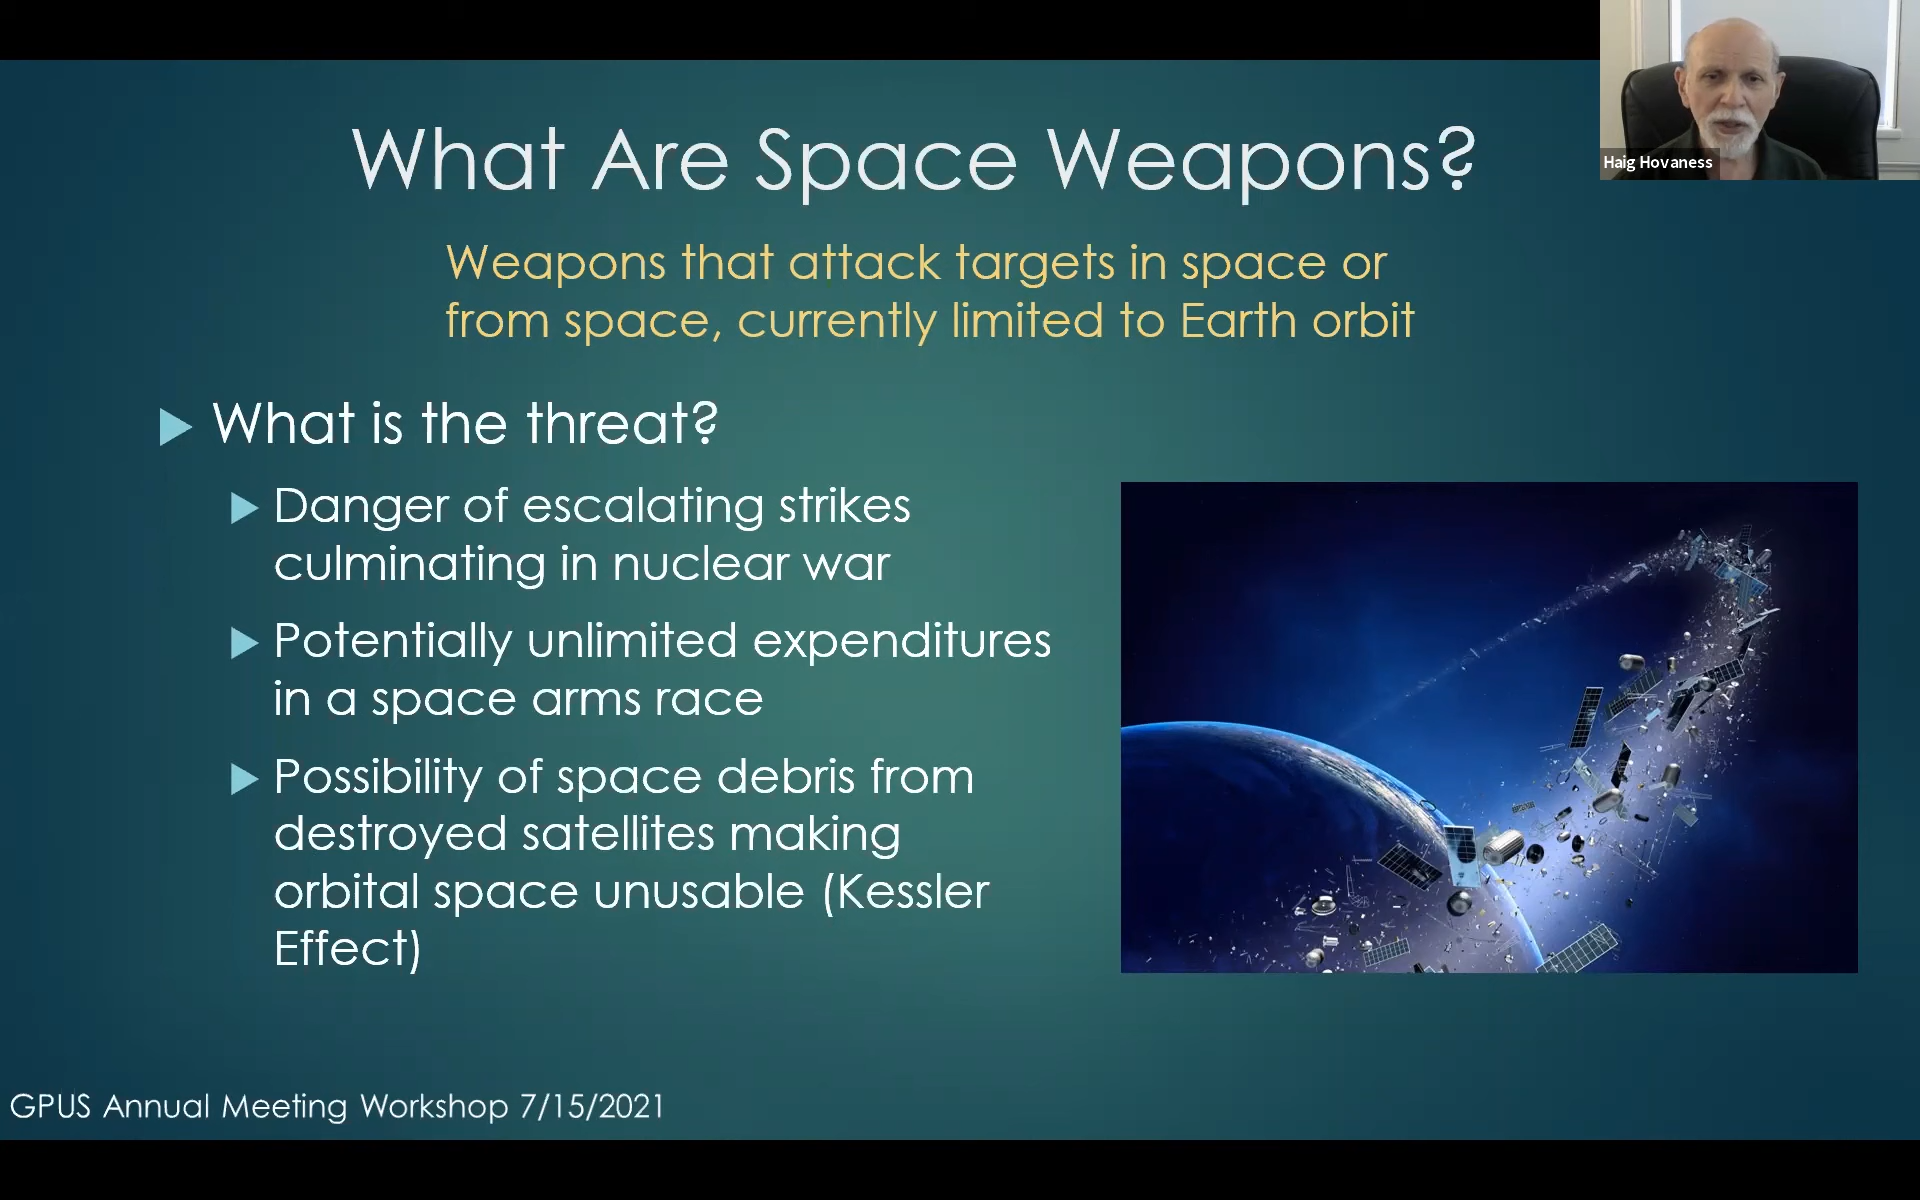 What Are Space Weapons?
Haig Hovaness
Weapons that attack targets in space or
from space, currently limited to Earth orbit
What is the threat?
Danger of escalating strikes
culminating in nuclear war
Potentially unlimited expenditures
in a space arms race
Possibility of space debris from
destroyed satellites making
orbital space unusable (Kessler
Effect)
GPUS Annual Meeting Workshop 7/15/2021